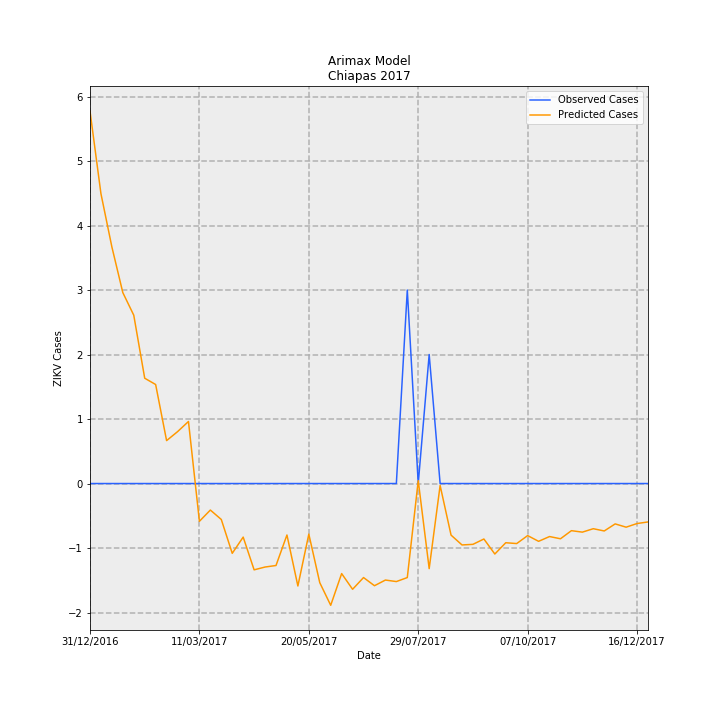 Arimax Model
Chiapas 2017
Observed Cases
Predicted Cases
6
5
4
3
2
1
0
−1
−2
ZIKV Cases
31/12/2016
11/03/2017
20/05/2017
29/07/2017
07/10/2017
16/12/2017
Date